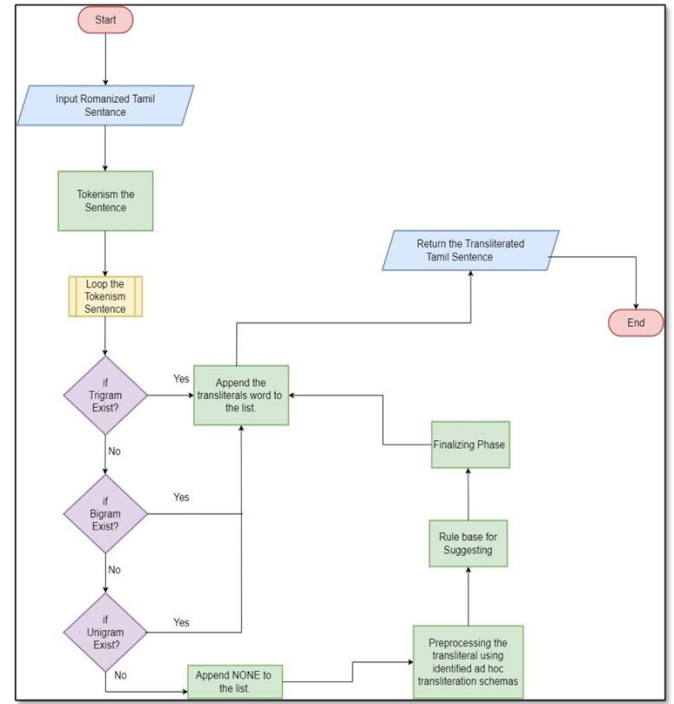 Start
Input Romanized Tamil
Sentance
Tokenism the
Sentence
Loop the
Tokenism
Sentence
if
Trigram
Exist?
Yes
Append the
transliterals word to
the list.
No
if
Bigram
Exist?
Yes
No
if
Unigram
Exist?
Yes
No
Append NONE to
the list.
Preprocessing the
transliteral using
identified ad hoc
transliteration schemas
Rule base for
Suggesting
Finalizing Phase
Return the Transliterated
Tamil Sentence
End